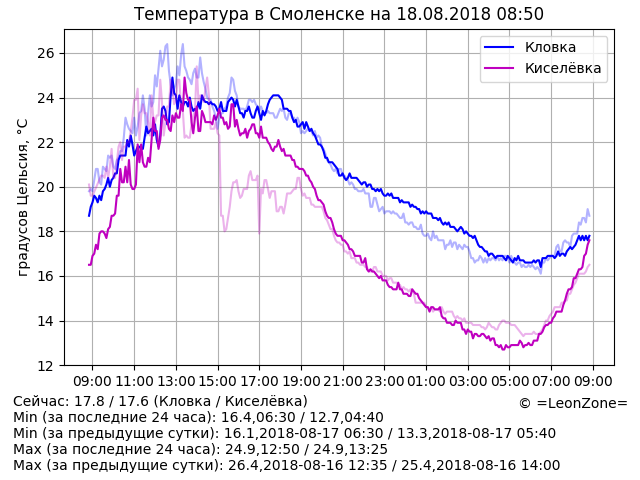 Температура в Смоленске на 18.08.2018 08:50
Кловка
Киселёвка
градусов Цельсия, °C
26
24
22
20
18
16
14
12
09:00 11:00 13:00 15:00 17:00 19:00 21:00 23:00 01:00 03:00 05:00 07:00 09:00
Сейчас: 17.8 / 17.6 (Кловка / Киселёвка)
© =LeonZone=
Min (за последние 24 часа): 16.4,06:30 / 12.7,04:40
Min (за предыдущие сутки): 16.1,2018-08-17 06:30 / 13.3,2018-08-17 05:40
Max (за последние 24 часа): 24.9,12:50 / 24.9,13:25
Max (за предыдущие сутки): 26.4,2018-08-16 12:35 / 25.4,2018-08-16 14:00